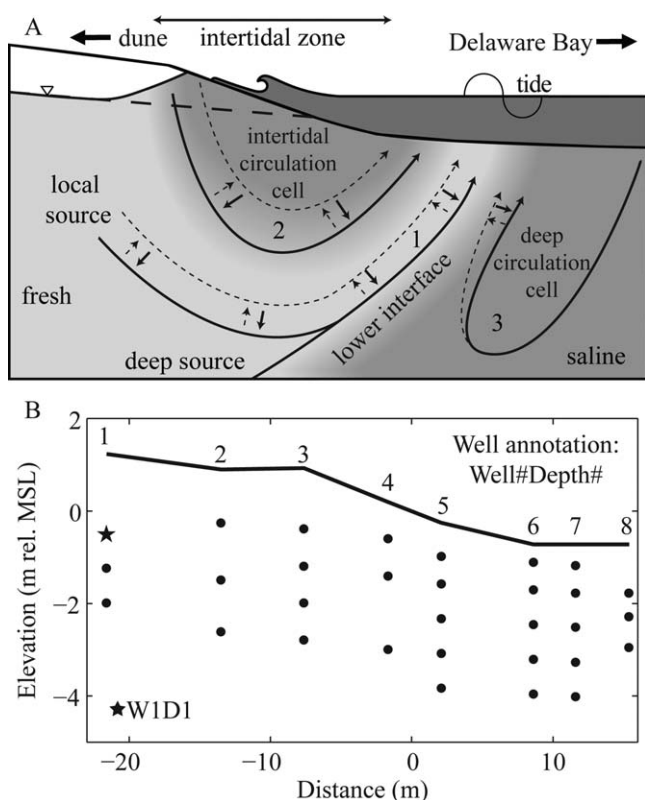 A
dune
intertidal zone
Delaware Bay
tide
intertidal
circulation
cell
local
source
2
1
deep
circulation
cell
fresh
lower interface
3
deep source
saline
B
2
0
−2
−4
Elevation (m rel. MSL)
1
2
3
4
5
6
7
8
Well annotation:
Well#Depth#
W1D1
−20
−10
0
10
Distance (m)